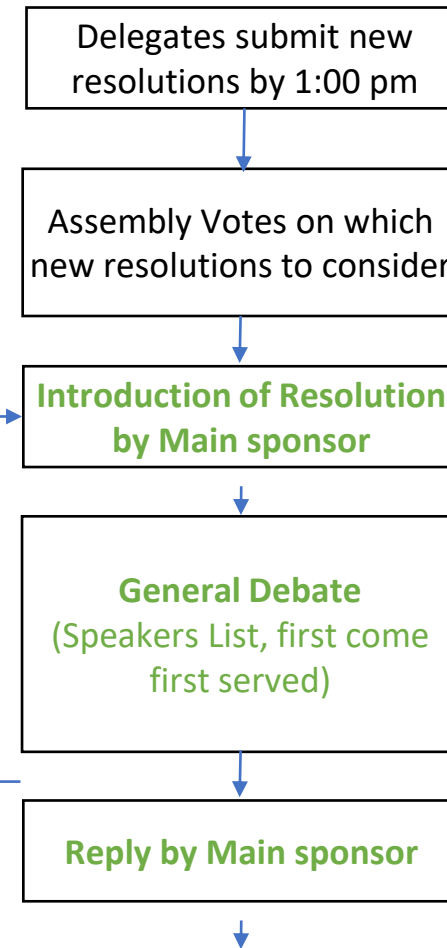 Delegates submit new
resolutions by 1:00 pm
Assembly Votes on which
new resolutions to consider
Introduction of Resolution
by Main sponsor
General Debate
(Speakers List, first come
first served)
Reply by Main sponsor